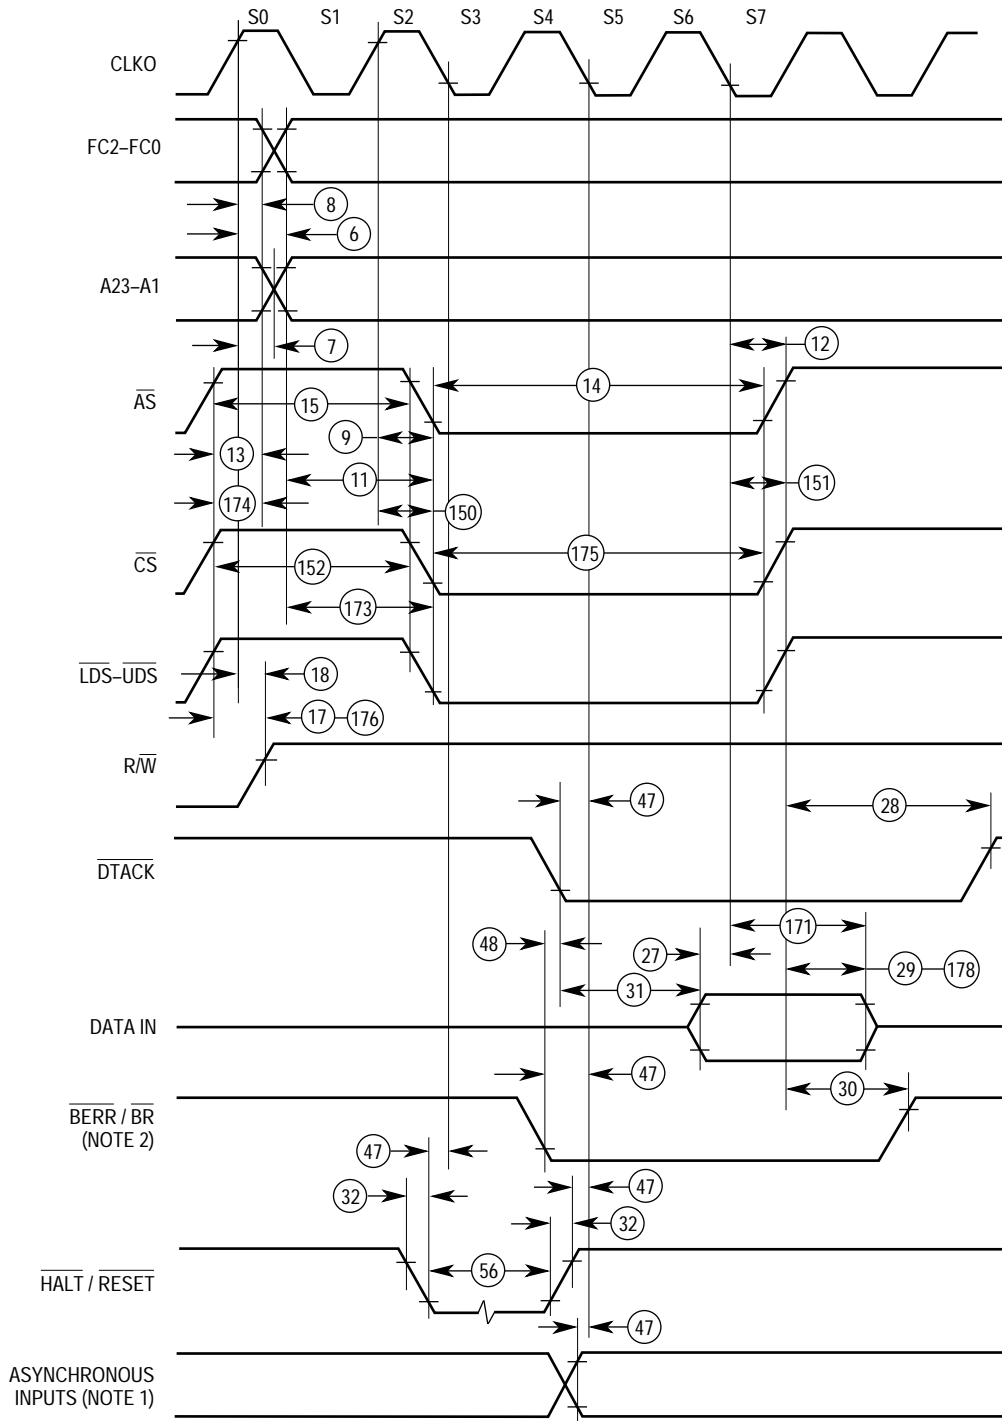 S0 S1 S2 S3 S4 S5 S6 S7
CLKO
FC2–FC0
8
6
A23–A1
7
12
14
AS
15
9
13
11
151
174
150
CS
152
175
173
LDS–UDS
18
17 176
R/W
47
28
DTACK
171
48
27
29 178
31
DATA IN
47
30
BERR / BR
(NOTE 2)
47
47
32
32
HALT / RESET
56
47
ASYNCHRONOUS
INPUTS (NOTE 1)